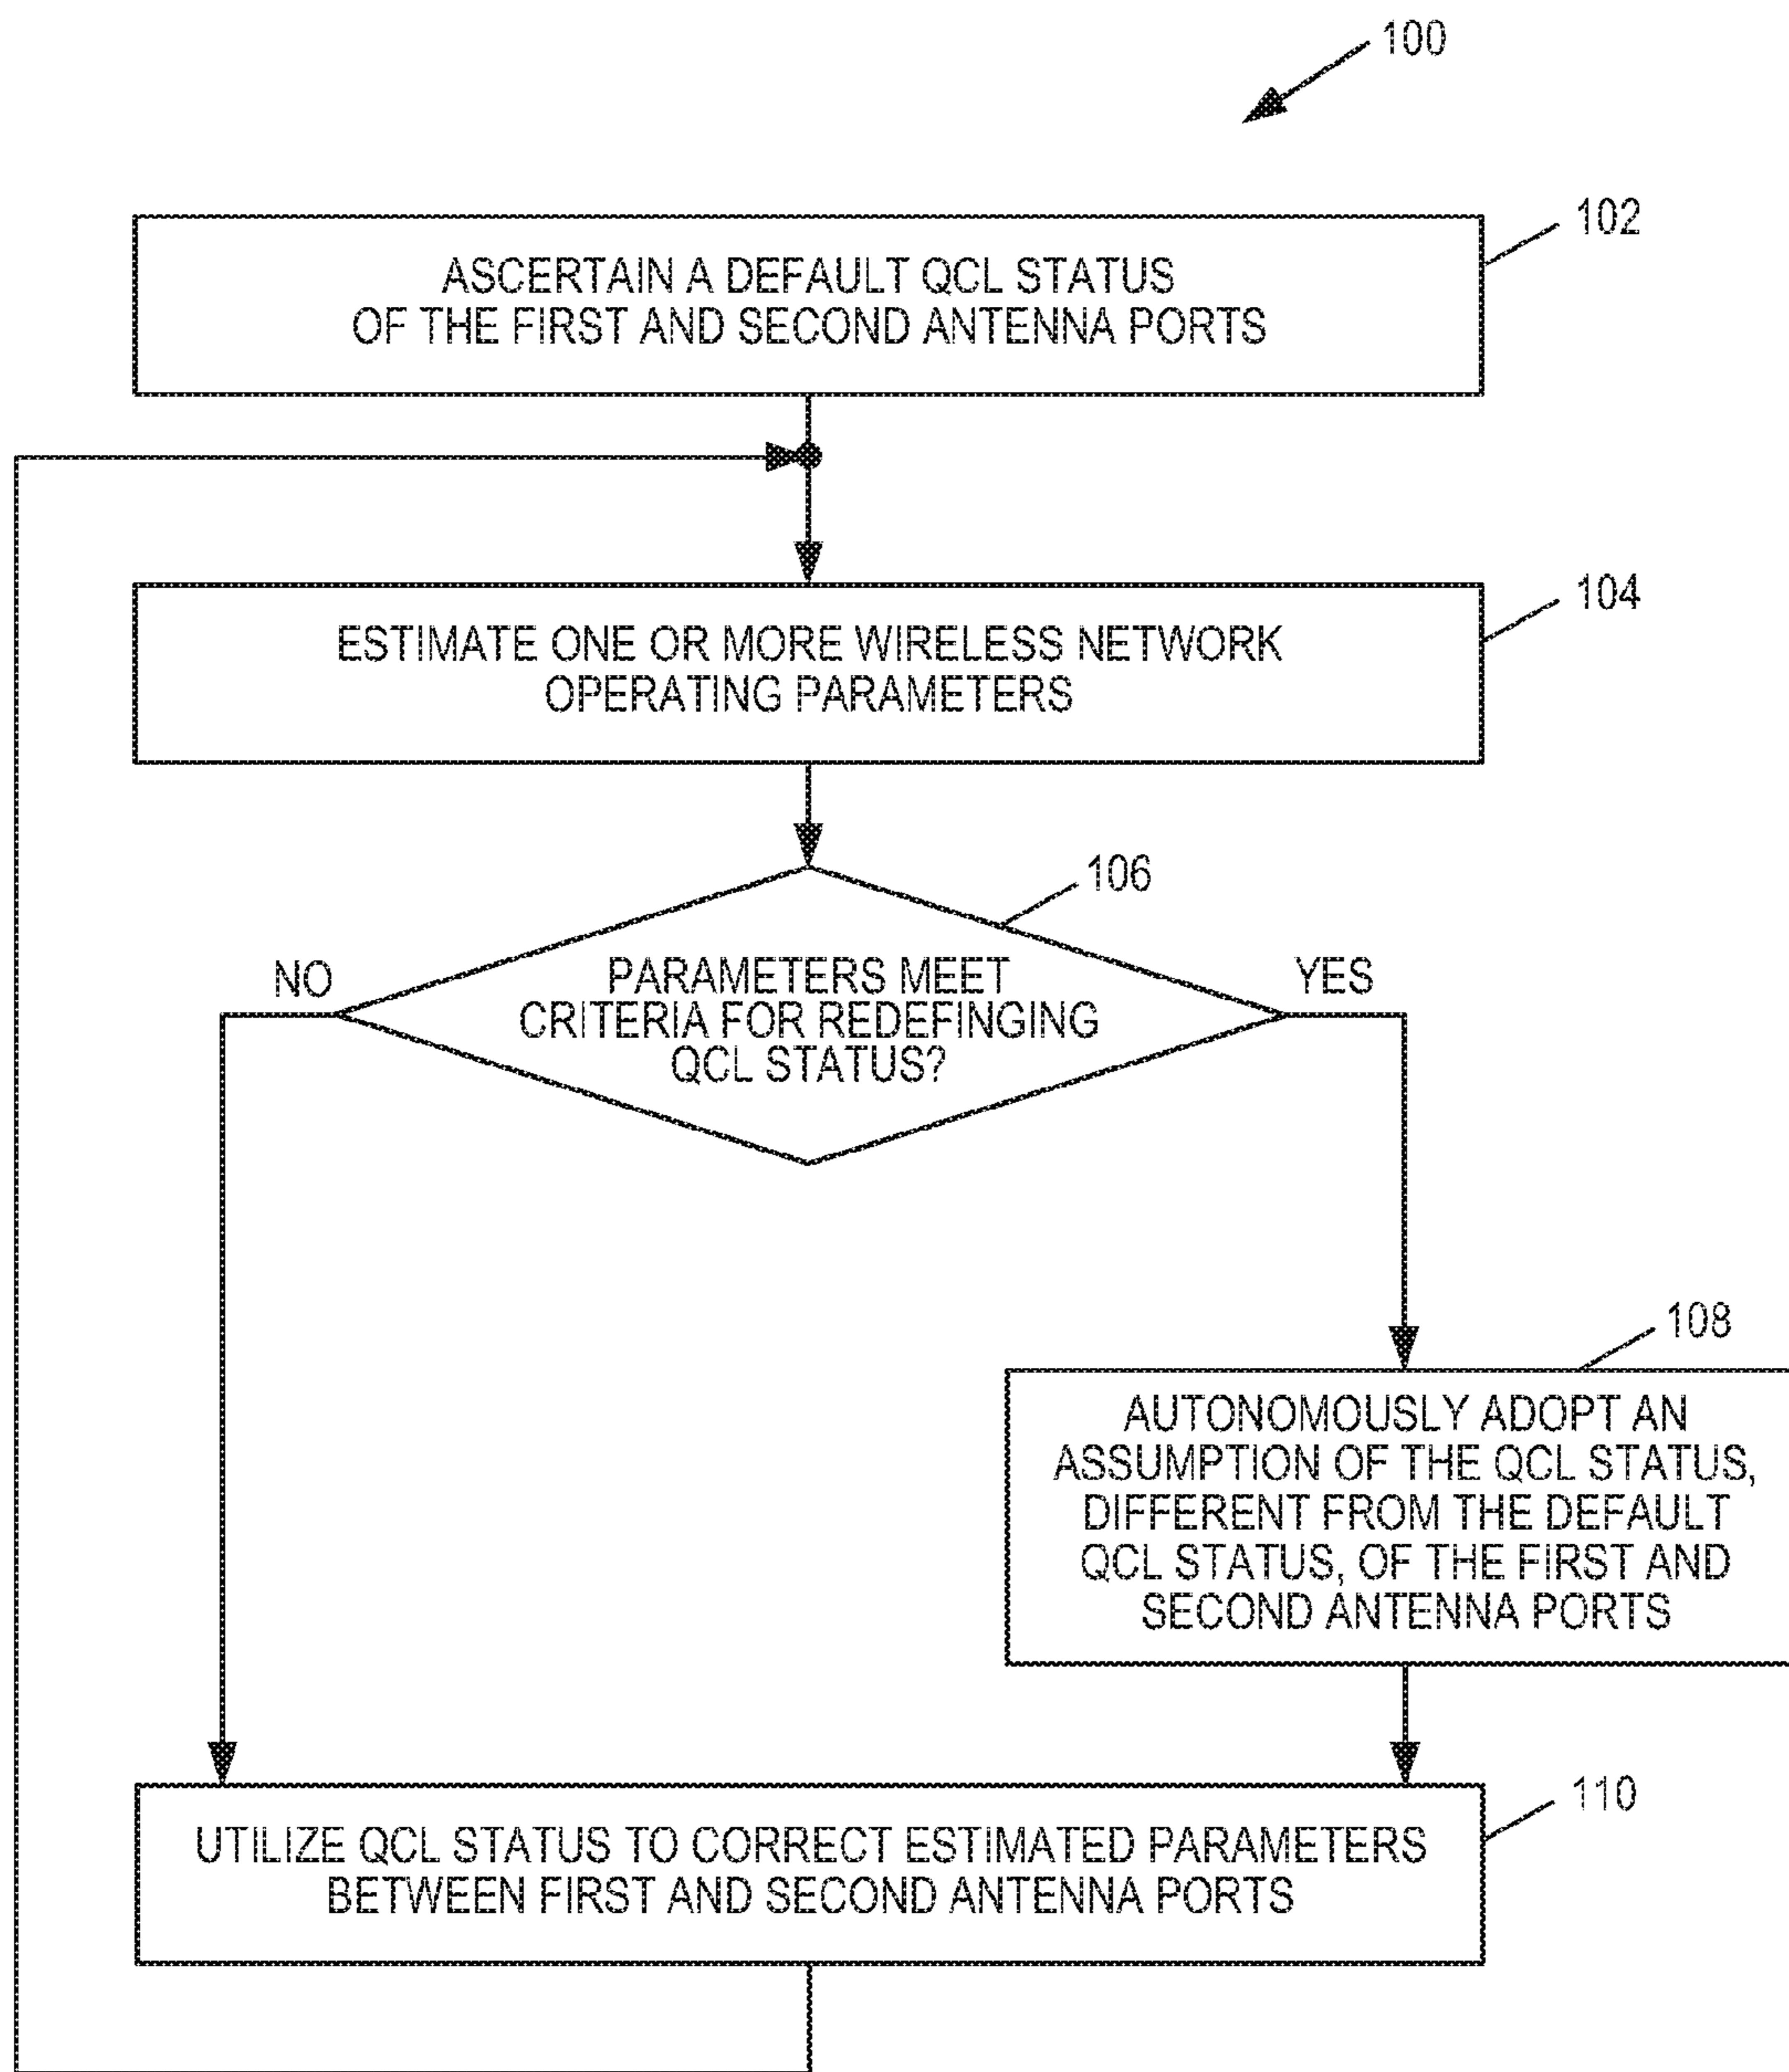 100
102
ASCERTAIN A DEFAULT QCL STATUS
OF THE FIRST AND SECOND ANTENNA PORTS
104
ESTIMATE ONE OR MORE WIRELESS NETWORK
OPERATING PARAMETERS
106
NO
PARAMETERS MEET
CRITERIA FOR REDEFINGING
QCL STATUS?
YES
108
AUTONOMOUSLY ADOPT AN
ASSUMPTION OF THE QCL STATUS,
DIFFERENT FROM THE DEFAULT
QCL STATUS, OF THE FIRST AND
SECOND ANTENNA PORTS
110
UTILIZE QCL STATUS TO CORRECT ESTIMATED PARAMETERS
BETWEEN FIRST AND SECOND ANTENNA PORTS